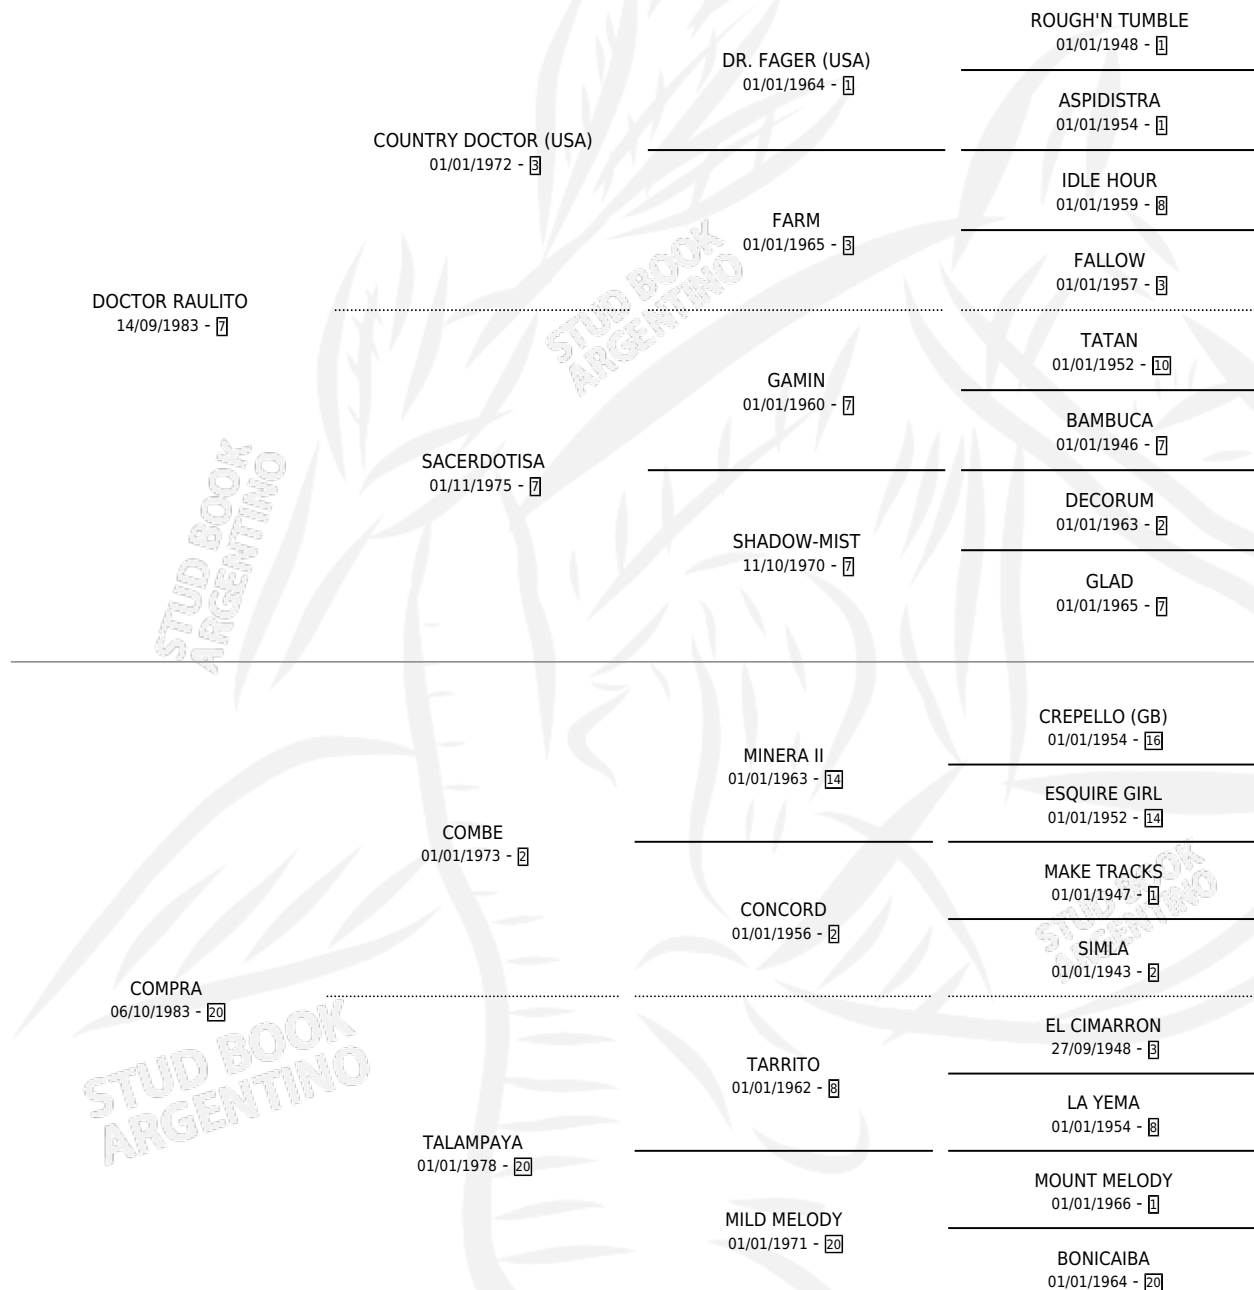 ROUGH'N TUMBLE
01/01/1948 - 1
DR. FAGER (USA)
01/01/1964 - 1
ASPIDISTRA
01/01/1954 - 1
COUNTRY DOCTOR (USA)
01/01/1972 - 3
IDLE HOUR
01/01/1959 - 8
FARM
01/01/1965 - 3
FALLOW
01/01/1957 - 3
DOCTOR RAULITO
14/09/1983 - 7
TATAN
01/01/1952 - 10
GAMIN
01/01/1960 - 7
BAMBUCA
01/01/1946 - 7
SACERDOTISA
01/11/1975 - 7
DECORUM
01/01/1963 - 2
SHADOW-MIST
11/10/1970 - 7
GLAD
01/01/1965 - 7
CREPELLO (GB)
01/01/1954 - 16
MINERA II
01/01/1963 - 14
ESQUIRE GIRL
01/01/1952 - 14
COMBE
01/01/1973 - 2
MAKE TRACKS
01/01/1947 - 1
CONCORD
01/01/1956 - 2
SIMLA
01/01/1943 - 2
COMPRA
06/10/1983 - 20
EL CIMARRON
27/09/1948 - 3
TARRITO
01/01/1962 - 8
LA YEMA
01/01/1954 - 8
TALAMPAYA
01/01/1978 - 20
MOUNT MELODY
01/01/1966 - 1
MILD MELODY
01/01/1971 - 20
BONICAIBA
01/01/1964 - 20
STUD BOOK
ARGENTINO
STUD BOOK
ARGENTINO
STUD BOOK
ARGENTINO
STUD BOOK
ARGENTINO